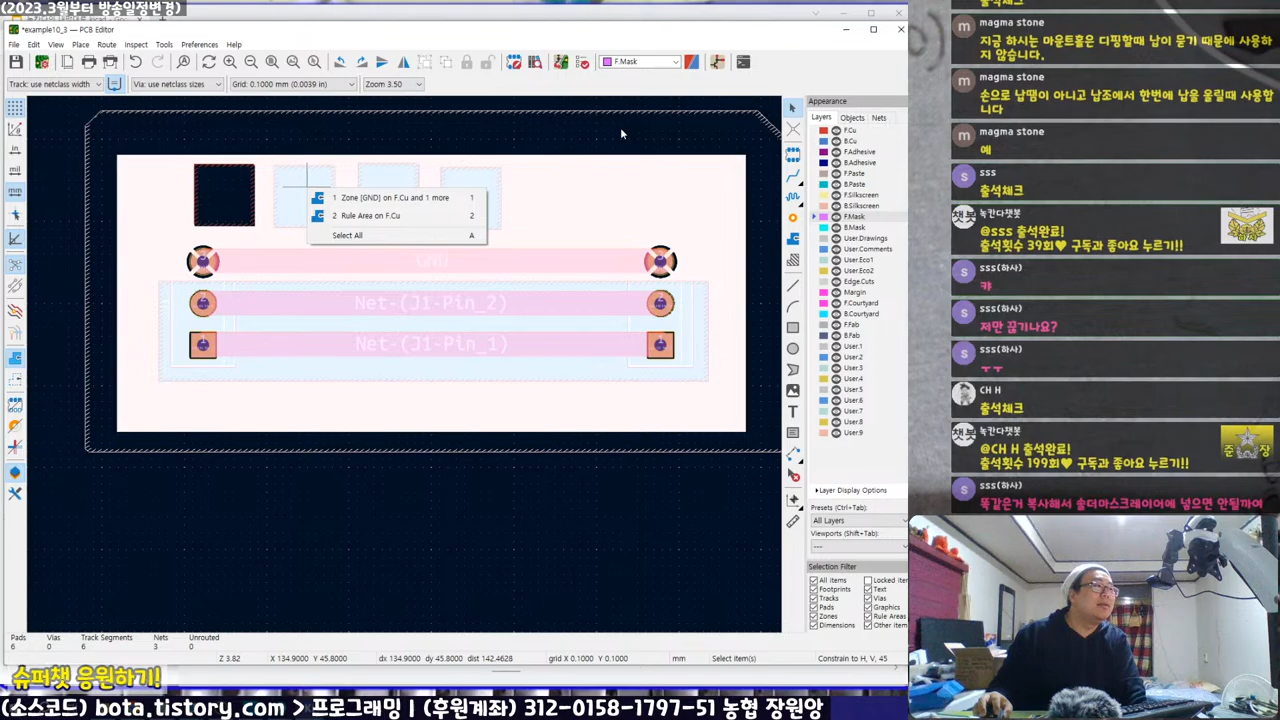 (2023.3월부터 방송일정변경)
*example10_3 — PCB Editor
File Edit View Place Route Inspect Tools Preferences Help
F.Mask
Track: use netclass width
Via: use netclass sizes
Grid: 0.1000 mm (0.0039 in)
Zoom 3.50
in
mil
mm
1 Zone [GND] on F.Cu and 1 more 1
2 Rule Area on F.Cu 2
Select All A
Net-(J1-Pin_2)
Net-(J1-Pin_1)
Appearance
Layers Objects Nets
F.Cu
B.Cu
F.Adhesive
B.Adhesive
F.Paste
B.Paste
F.Silkscreen
B.Silkscreen
F.Mask
B.Mask
User.Drawings
User.Comments
User.Eco1
User.Eco2
Edge.Cuts
Margin
F.Courtyard
B.Courtyard
F.Fab
B.Fab
User.1
User.2
User.3
User.4
User.5
User.6
User.7
User.8
User.9
Layer Display Options
Presets (Ctrl+Tab):
All Layers
Viewports (Shift+Tab):
---
Selection Filter
All items Locked ite
Footprints Text
Tracks Vias
Pads Graphics
Zones Rule Areas
Dimensions Other iten
Pads Vias Track Segments Nets Unrouted
6 0 6 3 0
Z 3.82 X 134.9000 Y 45.8000 dx 134.9000 dy 45.8000 dist 142.4628 grid X 0.1000 Y 0.1000 mm Select item(s) Constrain to H, V, 45
출석횟수
magma stone
지금 하시는 마운트홀은 디핑할때 납이 묻기 때문에 사용하지 않습니다.
magma stone
손으로 납땜이 아니고 납조에서 한번에 납을 올릴때 사용합니다
magma stone
예
sss
출석체크
녹칸다챗봇
@sss 출석완료!
출석횟수 39회♥ 구독과 좋아요 누르기!!
sss(하사)
캬
sss(하사)
저만 끊기나요?
sss(하사)
ㅜㅜ
CH H
출석체크
녹칸다챗봇
@CH H 출석완료!
출석횟수 199회♥ 구독과 좋아요 누르기!!
sss(하사)
똑같은거 복사해서 솔더마스크레이어에 넣으면 안될까여
슈퍼챗 응원하기!
(소스코드) bota.tistory.com > 프로그래밍 | (후원계좌) 312-0158-1797-51 농협 장원앙